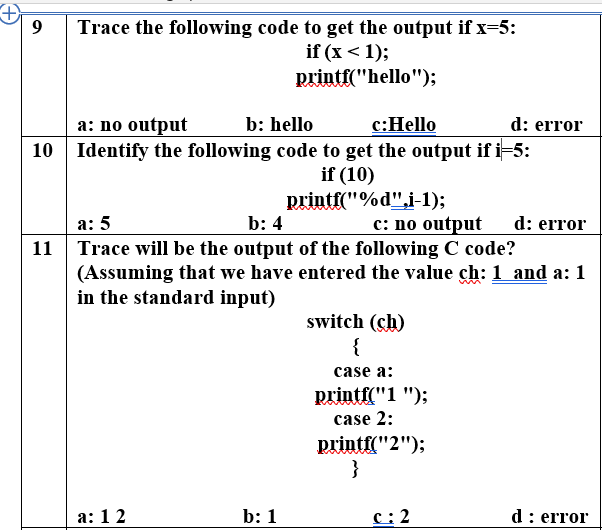 9 Trace the following code to get the output if x=5:
if (x < 1);
printf("hello");
a: no output b: hello c:Hello d: error
10 Identify the following code to get the output if i=5:
if (10)
printf("%d",i-1);
a: 5 b: 4 c: no output d: error
11 Trace will be the output of the following C code?
(Assuming that we have entered the value ch: 1 and a: 1
in the standard input)
switch (ch)
{
case a:
printf("1 ");
case 2:
printf("2");
}
a: 1 2 b: 1 c : 2 d : error